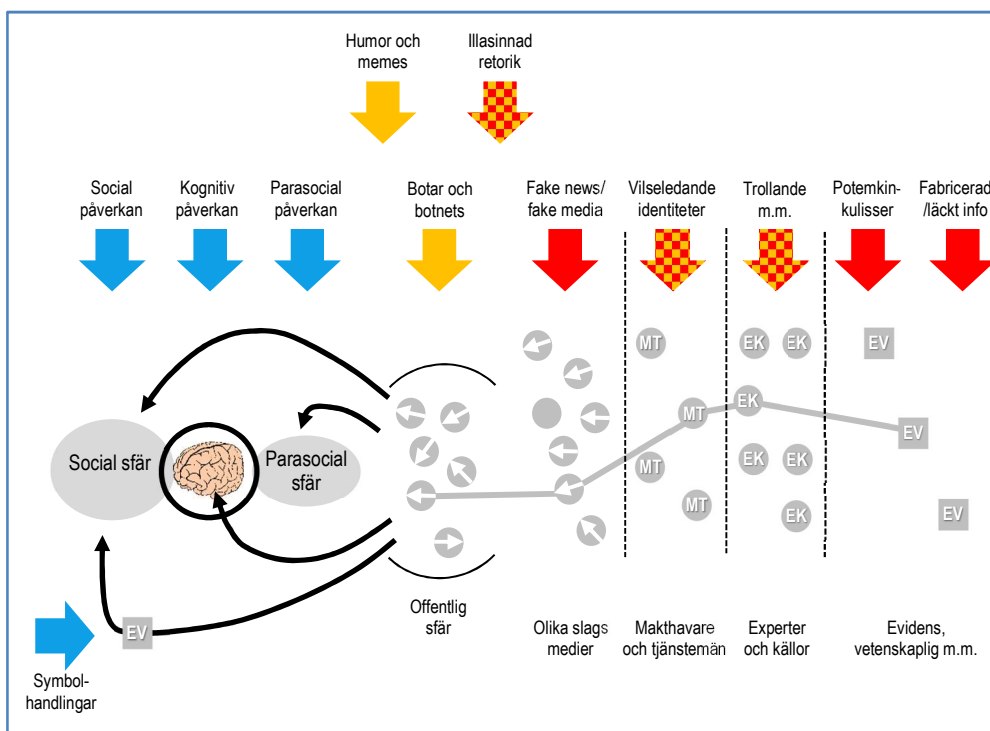 Humor och
memes
Illasinnad
retorik
Social
påverkan
Kognitiv
påverkan
Parasocial
påverkan
Botar och
botnets
Fake news/
fake media
Vilseledande
identiteter
Trollande
m.m.
Potemkin-
kulisser
Fabricerad
/läckt info
MT
EK
EK
EV
EK
MT
EV
Social sfär
Parasocial
sfär
MT
EK
EK
MT
EK
EV
EV
Offentlig
sfär
Olika slags
medier
Makthavare
och tjänstemän
Experter
och källor
Evidens,
vetenskaplig m.m.
Symbol-
handlingar